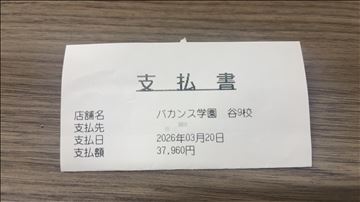 支払書
店舗名 バカンス学園 谷9校
支払先
支払日 2026年03月20日
支払額 37,960円